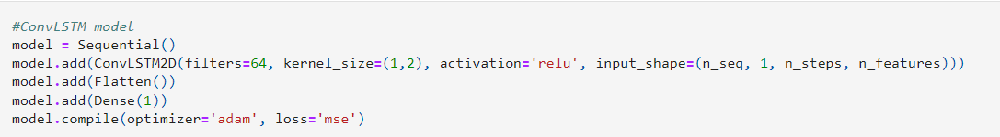 #ConvLSTM model
model = Sequential()
model.add(ConvLSTM2D(filters=64, kernel_size=(1,2), activation='relu', input_shape=(n_seq, 1, n_steps, n_features)))
model.add(Flatten())
model.add(Dense(1))
model.compile(optimizer='adam', loss='mse')